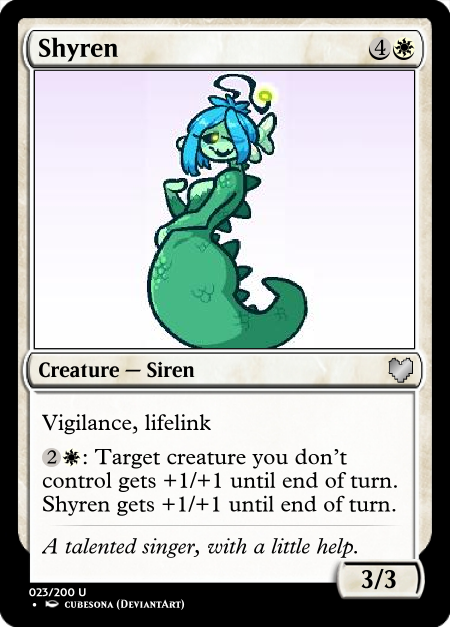 Shyren 4
Creature — Siren
Vigilance, lifelink
2: Target creature you don't
control gets +1/+1 until end of turn.
Shyren gets +1/+1 until end of turn.
A talented singer, with a little help.
3/3
023/200 U
• CUBESONA (DEVIANTART)